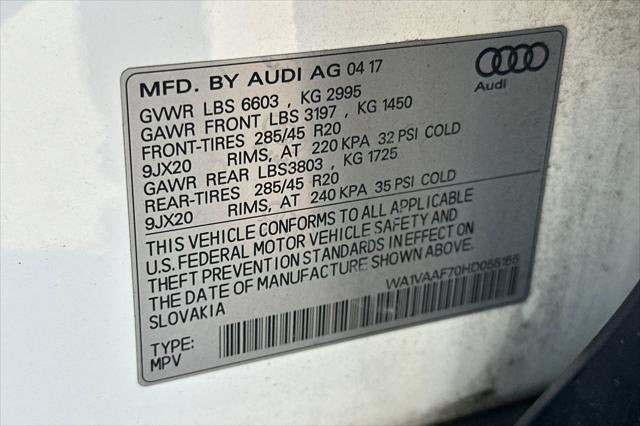 MFD. BY AUDI AG 04 17
Audi
GVWR LBS 6603 , KG 2995
GAWR FRONT LBS 3197 , KG 1450
FRONT-TIRES 285/45 R20
9JX20 RIMS, AT 220 KPA 32 PSI COLD
GAWR REAR LBS3803 , KG 1725
REAR-TIRES 285/45 R20
9JX20 RIMS, AT 240 KPA 35 PSI COLD
THIS VEHICLE CONFORMS TO ALL APPLICABLE
U.S. FEDERAL MOTOR VEHICLE SAFETY AND
THEFT PREVENTION STANDARDS IN EFFECT ON
THE DATE OF MANUFACTURE SHOWN ABOVE.
SLOVAKIA
WA1VAAF70HD055155
TYPE:
MPV